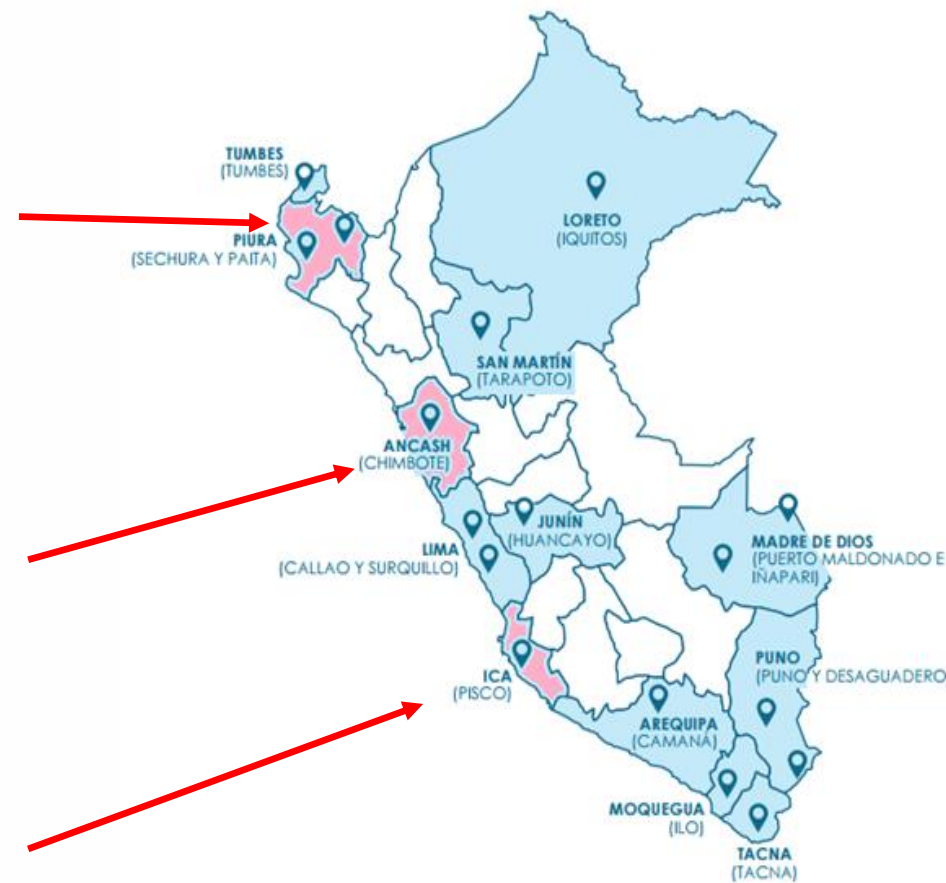 TUMBES
(TUMBES)
PIURA
(SECHURA Y PAITA)
LORETO
(IQUITOS)
SAN MARTÍN
(TARAPOTO)
ANCASH
(CHIMBOTE)
LIMA
(CALLAO Y SURQUILLO)
JUNÍN
(HUANCAYO)
MADRE DE DIOS
(PUERTO MALDONADO E
IÑAPARI)
ICA
(PISCO)
PUNO
(PUNO Y DESAGUADERO
AREQUIPA
(CAMANÁ)
MOQUEGUA
(ILO)
TACNA
(TACNA)